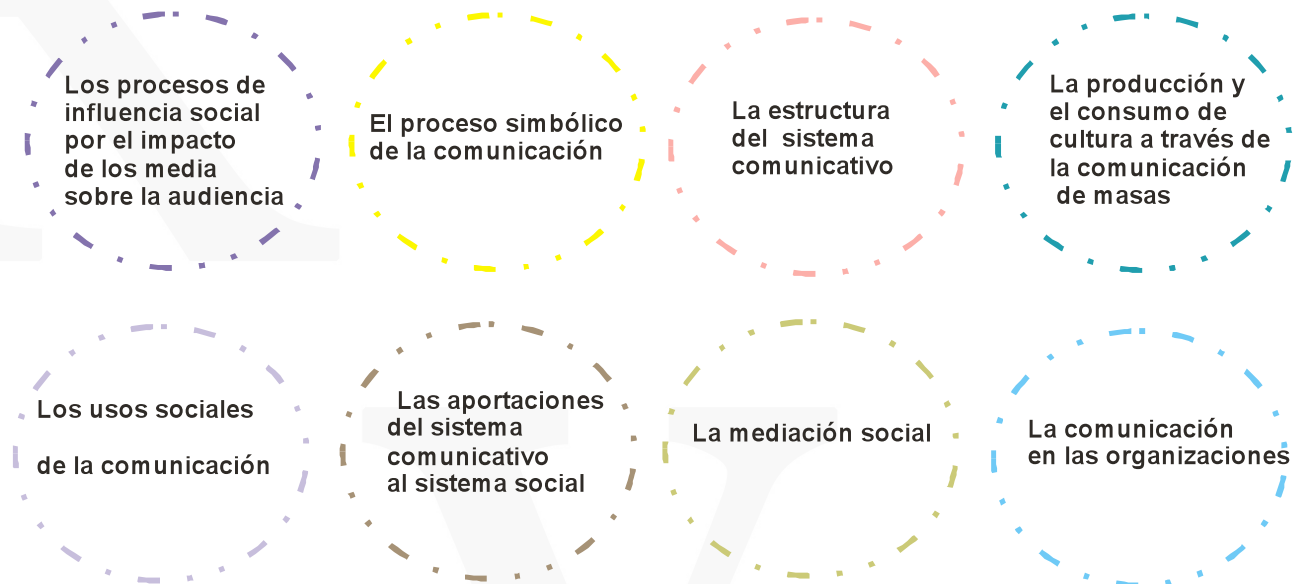 Los procesos de
influencia social
por el impacto
de los media
sobre la audiencia
El proceso simbólico
de la comunicación
La estructura
del sistema
comunicativo
La producción y
el consumo de
cultura a través de
la comunicación
de masas
Los usos sociales
de la comunicación
Las aportaciones
del sistema
comunicativo
al sistema social
La mediación social
La comunicación
en las organizaciones